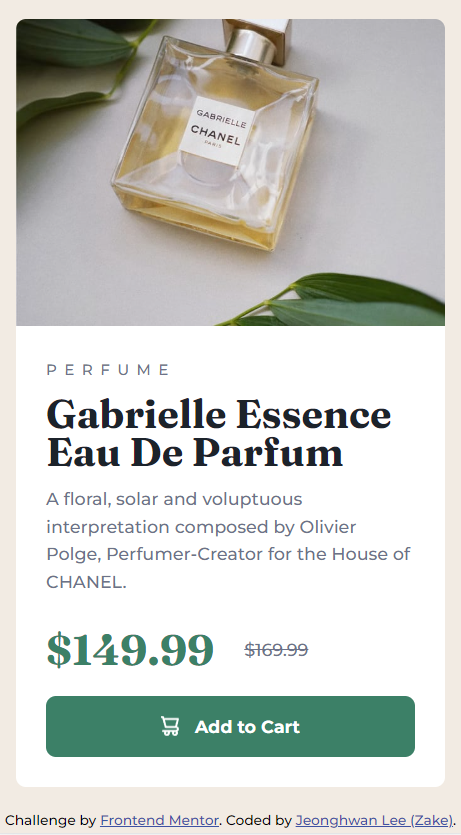 GABRIELLE
CHANEL
PARIS
PERFUME
Gabrielle Essence
Eau De Parfum
A floral, solar and voluptuous
interpretation composed by Olivier
Polge, Perfumer-Creator for the House of
CHANEL.
$149.99 $169.99
Add to Cart
Challenge by Frontend Mentor. Coded by Jeonghwan Lee (Zake).